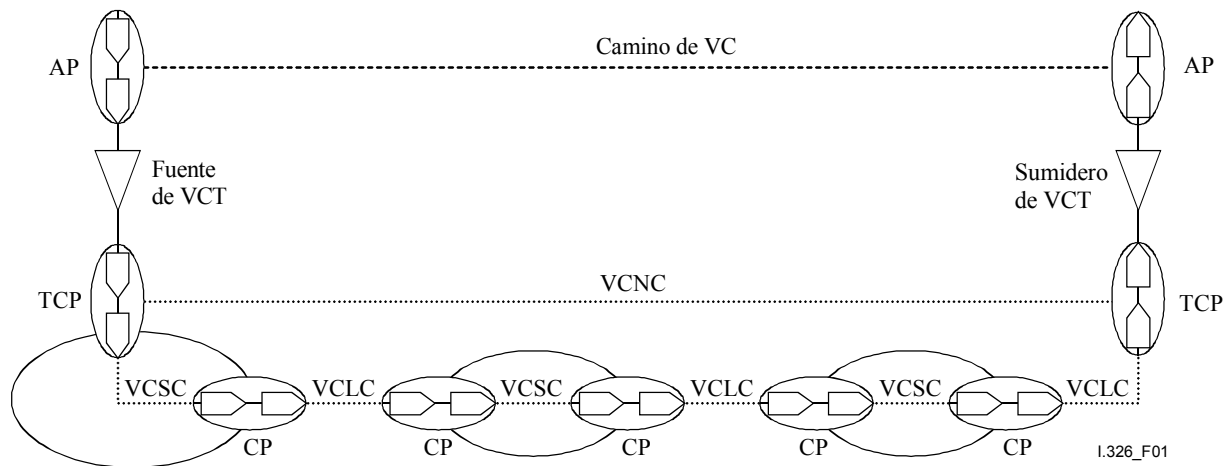 Camino de VC
AP
AP
Fuente
de VCT
Sumidero
de VCT
VCNC
TCP
TCP
VCSC
VCLC
VCSC
VCLC
VCSC
VCLC
CP
CP
CP
CP
CP
I.326_F01